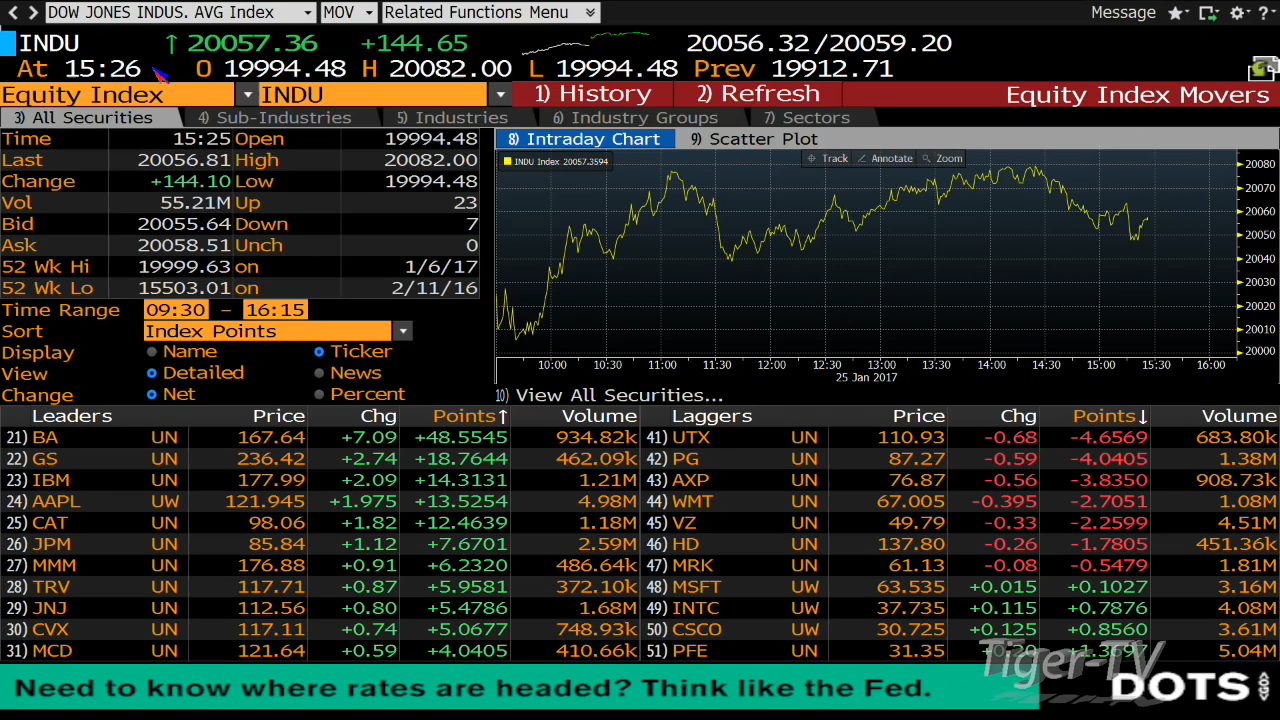 DOW JONES INDUS. AVG Index MOV Related Functions Menu Message ?
INDU ↑ 20057.36 +144.65 20056.32/20059.20
At 15:26 O 19994.48 H 20082.00 L 19994.48 Prev 19912.71
Equity Index INDU 1) History 2) Refresh Equity Index Movers
3) All Securities 4) Sub-Industries 5) Industries 6) Industry Groups 7) Sectors
Time 15:25 Open 19994.48
Last 20056.81 High 20082.00
Change +144.10 Low 19994.48
Vol 55.21M Up 23
Bid 20055.64 Down 7
Ask 20058.51 Unch 0
52 Wk Hi 19999.63 on 1/6/17
52 Wk Lo 15503.01 on 2/11/16
Time Range 09:30 – 16:15
Sort Index Points
Display Name Ticker
View Detailed News
Change Net Percent
8) Intraday Chart 9) Scatter Plot
INDU Index 20057.3594 Track Annotate Zoom
20080
20070
20060
20050
20040
20030
20020
20010
20000
10:00 10:30 11:00 11:30 12:00 12:30 13:00 13:30 14:00 14:30 15:00 15:30 16:00
25 Jan 2017
10) View All Securities...
Leaders Price Chg Points↑ Volume Laggers Price Chg Points↓ Volume
21) BA UN 167.64 +7.09 +48.5545 934.82k 41) UTX UN 110.93 -0.68 -4.6569 683.80k
22) GS UN 236.42 +2.74 +18.7644 462.09k 42) PG UN 87.27 -0.59 -4.0405 1.38M
23) IBM UN 177.99 +2.09 +14.3131 1.21M 43) AXP UN 76.87 -0.56 -3.8350 908.73k
24) AAPL UW 121.945 +1.975 +13.5254 4.98M 44) WMT UN 67.005 -0.395 -2.7051 1.08M
25) CAT UN 98.06 +1.82 +12.4639 1.18M 45) VZ UN 49.79 -0.33 -2.2599 4.51M
26) JPM UN 85.84 +1.12 +7.6701 2.59M 46) HD UN 137.80 -0.26 -1.7805 451.36k
27) MMM UN 176.88 +0.91 +6.2320 486.64k 47) MRK UN 61.13 -0.08 -0.5479 1.81M
28) TRV UN 117.71 +0.87 +5.9581 372.10k 48) MSFT UW 63.535 +0.015 +0.1027 3.16M
29) JNJ UN 112.56 +0.80 +5.4786 1.68M 49) INTC UW 37.735 +0.115 +0.7876 4.08M
30) CVX UN 117.11 +0.74 +5.0677 748.93k 50) CSCO UW 30.725 +0.125 +0.8560 3.61M
31) MCD UN 121.64 +0.59 +4.0405 410.66k 51) PFE UN 31.35 +0.20 +1.3697 5.04M
Tiger-TV
Need to know where rates are headed? Think like the Fed. DOTS